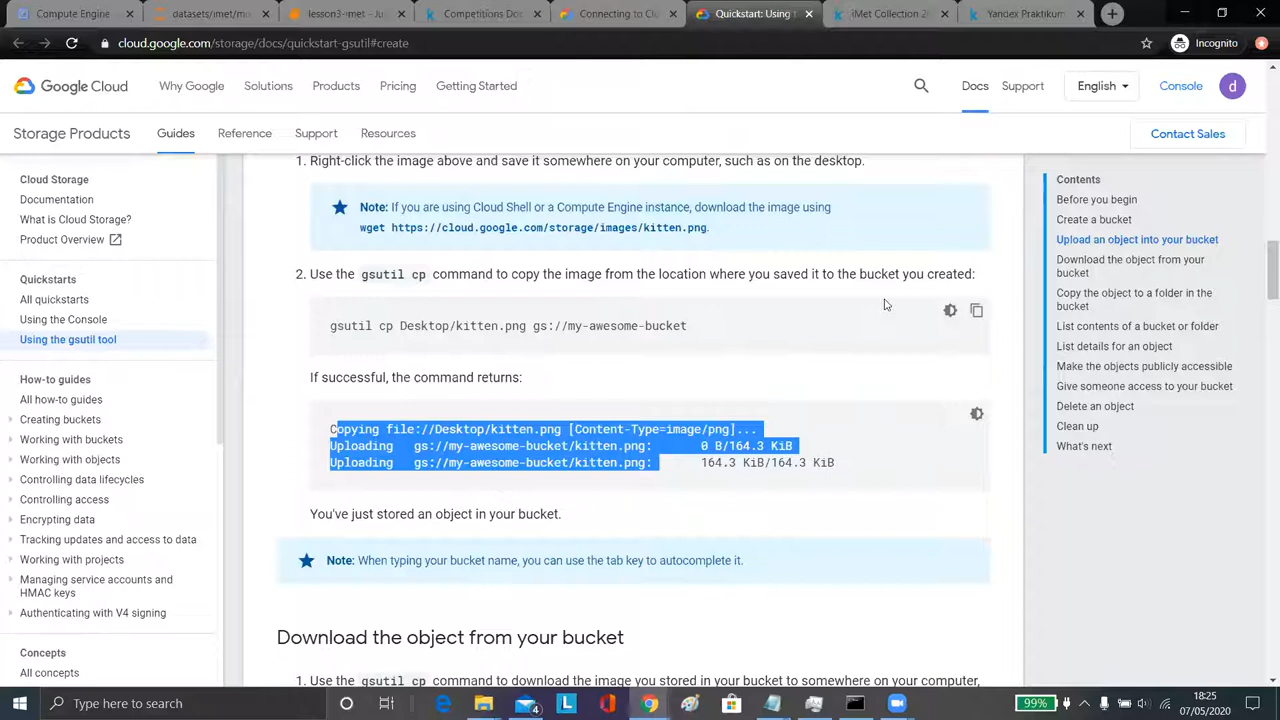 Compute Engine
datasets/imet/mo
lesson3-imet - Ju
Competitions Doc
Connecting to Clo
Quickstart: Using t
iMet Collection 2
Yandex Praktikum
cloud.google.com/storage/docs/quickstart-gsutil#create
Incognito
Google Cloud
Why Google
Solutions
Products
Pricing
Getting Started
Docs
Support
English
Console
d
Storage Products
Guides
Reference
Support
Resources
Contact Sales
Cloud Storage
Documentation
What is Cloud Storage?
Product Overview
Quickstarts
All quickstarts
Using the Console
Using the gsutil tool
How-to guides
All how-to guides
Creating buckets
Working with buckets
Working with objects
Controlling data lifecycles
Controlling access
Encrypting data
Tracking updates and access to data
Working with projects
Managing service accounts and
HMAC keys
Authenticating with V4 signing
Concepts
All concepts
1. Right-click the image above and save it somewhere on your computer, such as on the desktop.
Note: If you are using Cloud Shell or a Compute Engine instance, download the image using
wget https://cloud.google.com/storage/images/kitten.png.
2. Use the gsutil cp command to copy the image from the location where you saved it to the bucket you created:
gsutil cp Desktop/kitten.png gs://my-awesome-bucket
If successful, the command returns:
Copying file://Desktop/kitten.png [Content-Type=image/png]...
Uploading gs://my-awesome-bucket/kitten.png: 0 B/164.3 KiB
Uploading gs://my-awesome-bucket/kitten.png: 164.3 KiB/164.3 KiB
You've just stored an object in your bucket.
Note: When typing your bucket name, you can use the tab key to autocomplete it.
Download the object from your bucket
1. Use the gsutil cp command to download the image you stored in your bucket to somewhere on your computer,
Contents
Before you begin
Create a bucket
Upload an object into your bucket
Download the object from your
bucket
Copy the object to a folder in the
bucket
List contents of a bucket or folder
List details for an object
Make the objects publicly accessible
Give someone access to your bucket
Delete an object
Clean up
What's next
Type here to search
4
99%
18:25
07/05/2020